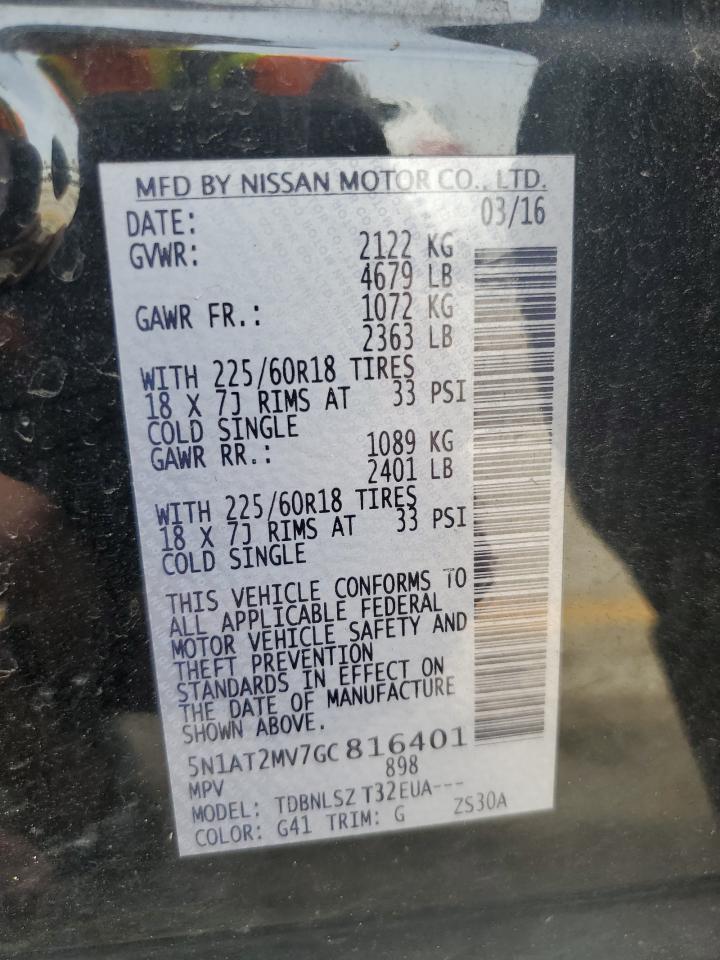 MFD BY NISSAN MOTOR CO., LTD.
DATE: 03/16
GVWR: 2122 KG
4679 LB
GAWR FR.: 1072 KG
2363 LB
WITH 225/60R18 TIRES
18 X 7J RIMS AT 33 PSI
COLD SINGLE
GAWR RR.: 1089 KG
2401 LB
WITH 225/60R18 TIRES
18 X 7J RIMS AT 33 PSI
COLD SINGLE
THIS VEHICLE CONFORMS TO
ALL APPLICABLE FEDERAL
MOTOR VEHICLE SAFETY AND
THEFT PREVENTION
STANDARDS IN EFFECT ON
THE DATE OF MANUFACTURE
SHOWN ABOVE.
5N1AT2MV7GC816401
MPV 898
MODEL: TDBNLSZ T32EUA---
COLOR: G41 TRIM: G ZS30A